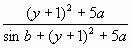 (y + 1)² + 5a
sin b + (y + 1)² + 5a